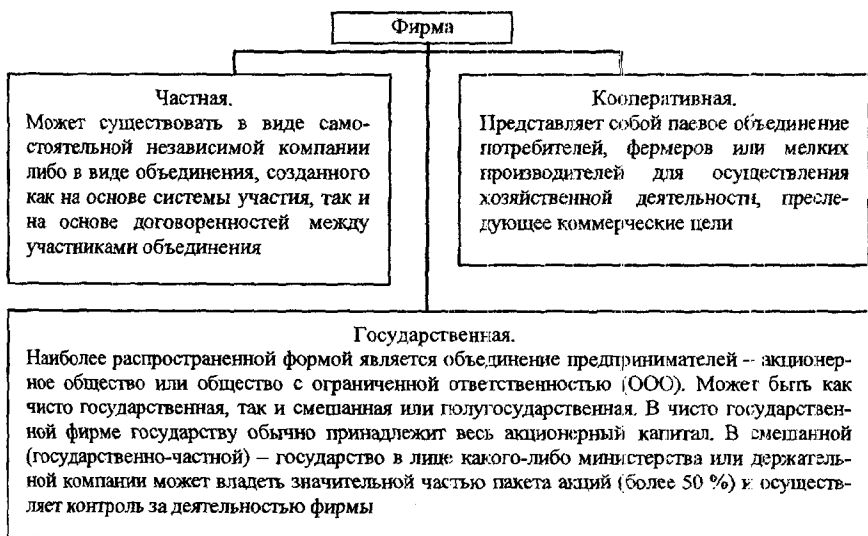 Фирма
Частная.
Может существовать в виде само-
стоятельной независимой компании
либо в виде объединения, созданного
как на основе системы участия, так и
на основе договоренностей между
участниками объединения
Кооперативная.
Представляет собой паевое объединение
потребителей, фермеров или мелких
производителей для осуществления
хозяйственной деятельности, пресле-
дующее коммерческие цели
Государственная.
Наиболее распространенной формой является объединение предпринимателей – акционер-
ное общество или общество с ограниченной ответственностью (ООО). Может быть как
чисто государственная, так и смешанная или полугосударственная. В чисто государствен-
ной фирме государству обычно принадлежит весь акционерный капитал. В смешанной
(государственно-частной) – государство в лице какого-либо министерства или держатель-
ной компании может владеть значительной частью пакета акций (более 50 %) и осуществ-
ляет контроль за деятельностью фирмы